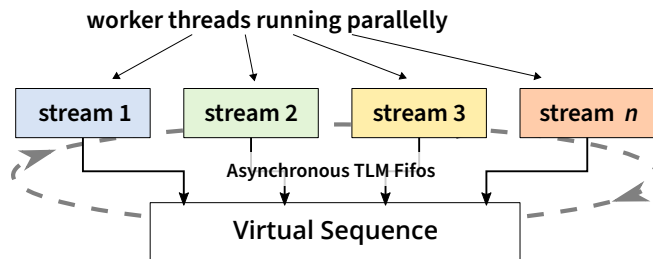 worker threads running parallelly
stream 1
stream 2
stream 3
stream n
Asynchronous TLM Fifos
Virtual Sequence